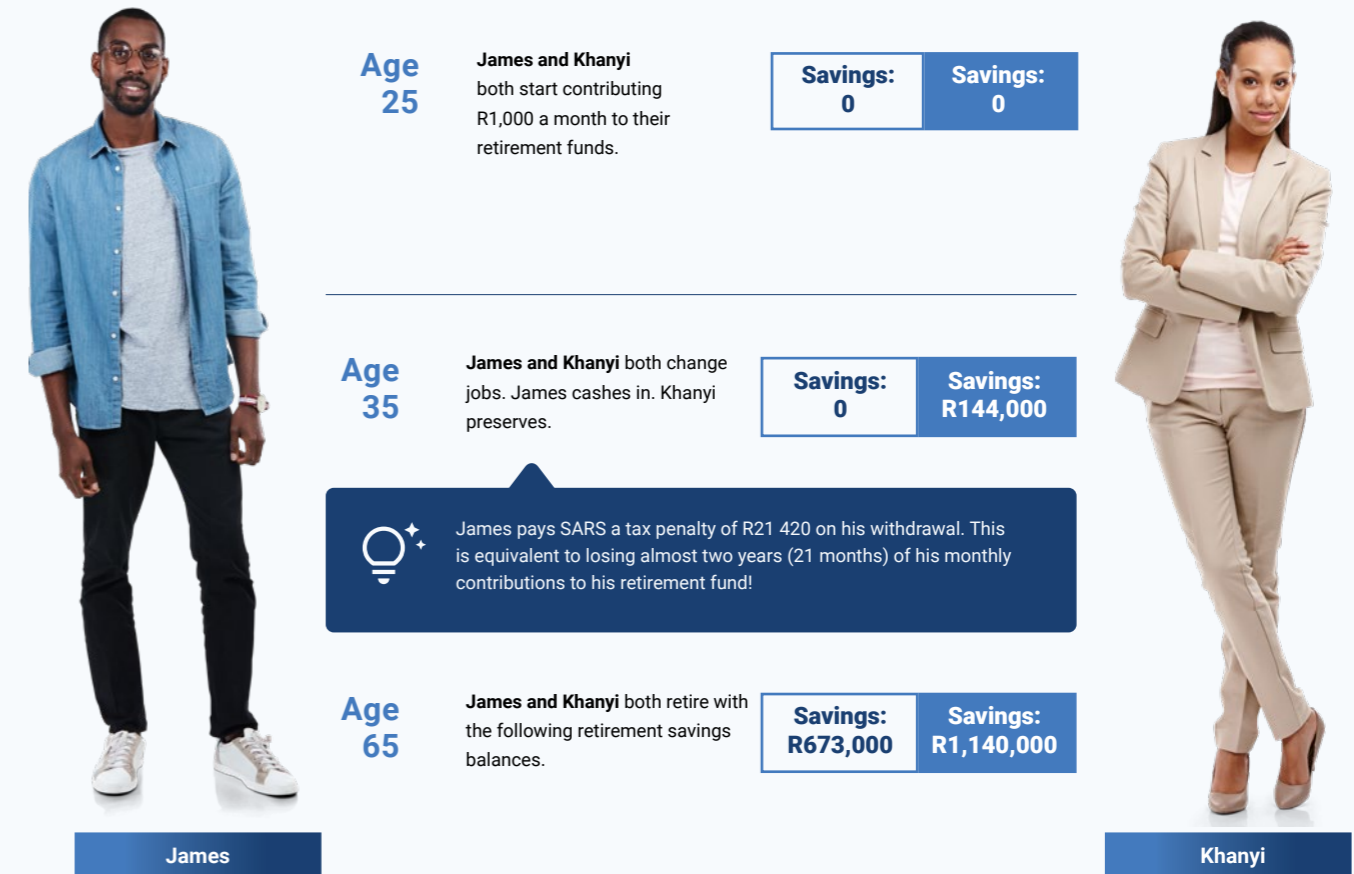 Age
25
James and Khanyi
both start contributing
R1,000 a month to their
retirement funds.
Savings:
0
Savings:
0
Age
35
James and Khanyi both change
jobs. James cashes in. Khanyi
preserves.
Savings:
0
Savings:
R144,000
James pays SARS a tax penalty of R21 420 on his withdrawal. This
is equivalent to losing almost two years (21 months) of his monthly
contributions to his retirement fund!
Age
65
James and Khanyi both retire with
the following retirement savings
balances.
Savings:
R673,000
Savings:
R1,140,000
James
Khanyi